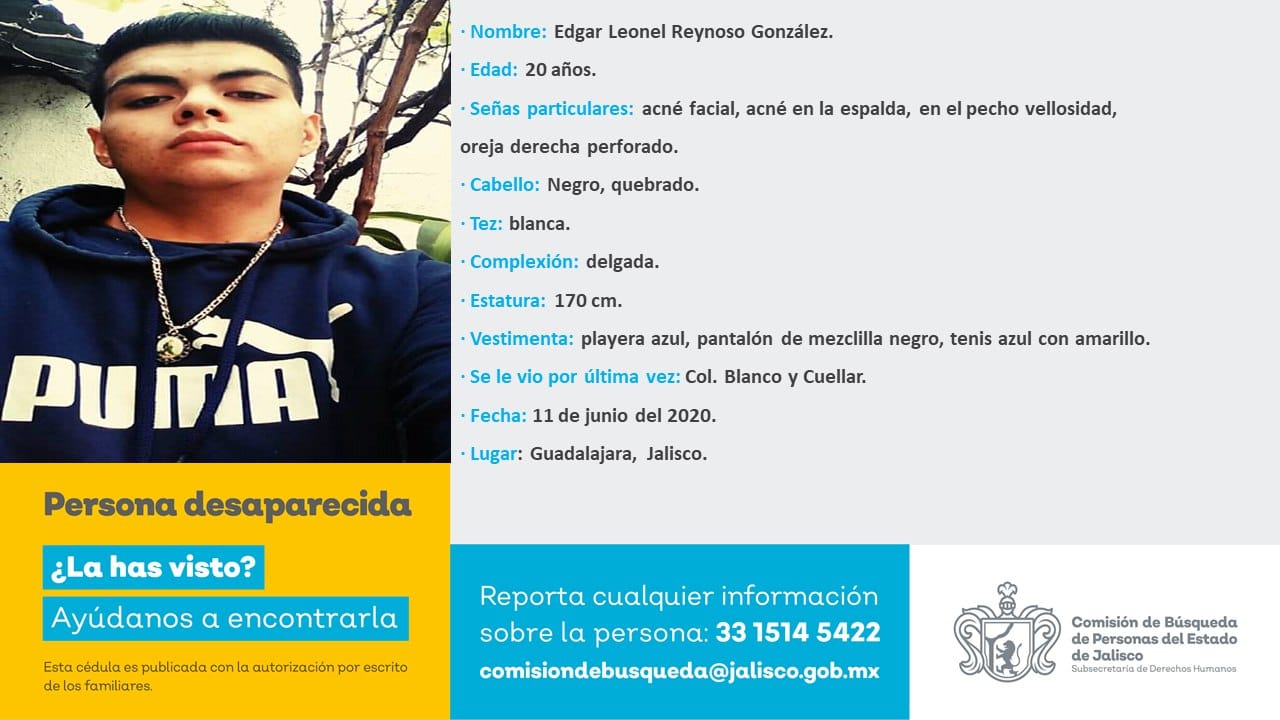 PUMA
· Nombre: Edgar Leonel Reynoso González.
· Edad: 20 años.
· Señas particulares: acné facial, acné en la espalda, en el pecho vellosidad,
oreja derecha perforado.
· Cabello: Negro, quebrado.
· Tez: blanca.
· Complexión: delgada.
· Estatura: 170 cm.
· Vestimenta: playera azul, pantalón de mezclilla negro, tenis azul con amarillo.
· Se le vio por última vez: Col. Blanco y Cuellar.
· Fecha: 11 de junio del 2020.
· Lugar: Guadalajara, Jalisco.
Persona desaparecida
¿La has visto?
Ayúdanos a encontrarla
Esta cédula es publicada con la autorización por escrito
de los familiares.
Reporta cualquier información
sobre la persona: 33 1514 5422
comisiondebusqueda@jalisco.gob.mx
Comisión de Búsqueda
de Personas del Estado
de Jalisco
Subsecretaría de Derechos Humanos